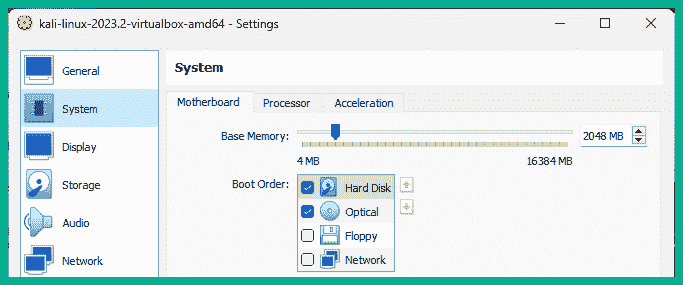 kali-linux-2023.2-virtualbox-amd64 - Settings
General
System
Display
Storage
Audio
Network
System
Motherboard Processor Acceleration
Base Memory: 2048 MB
4 MB 16384 MB
Boot Order: Hard Disk
Optical
Floppy
Network